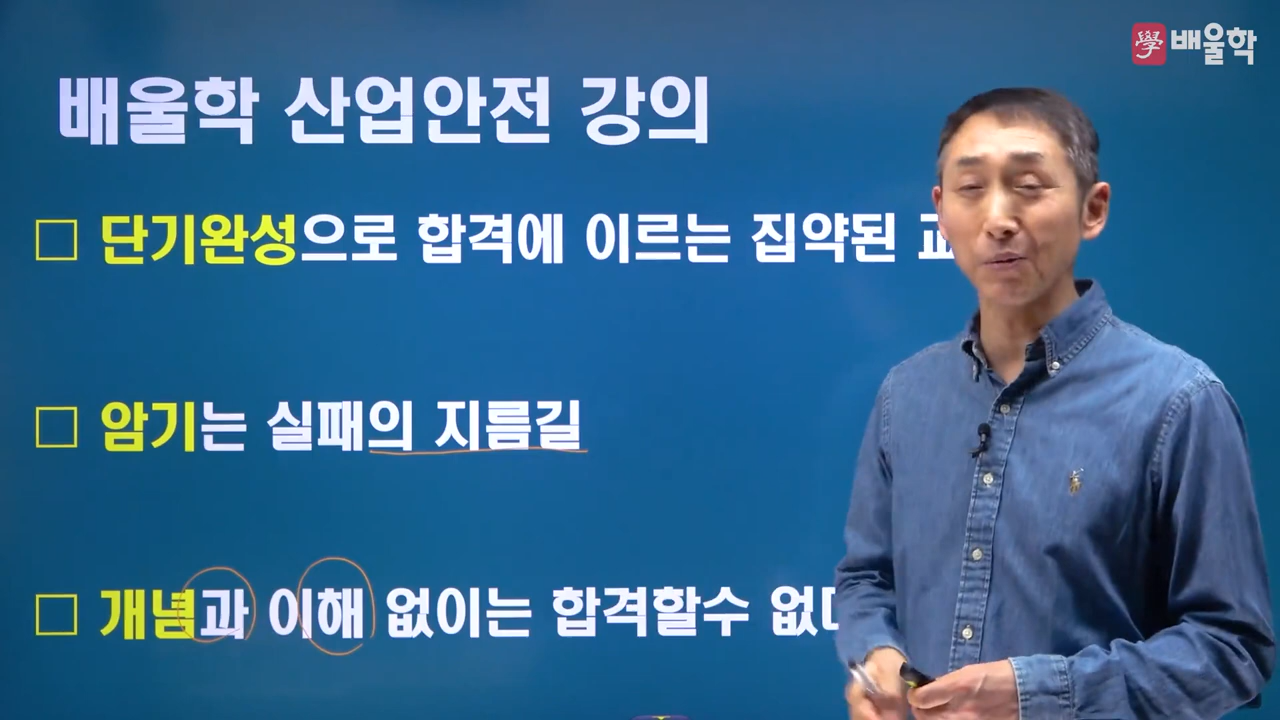 學 배울학
배울학 산업안전 강의
단기완성으로 합격에 이르는 집약된
암기는 실패의 지름길
개념과 이해 없이는 합격할수